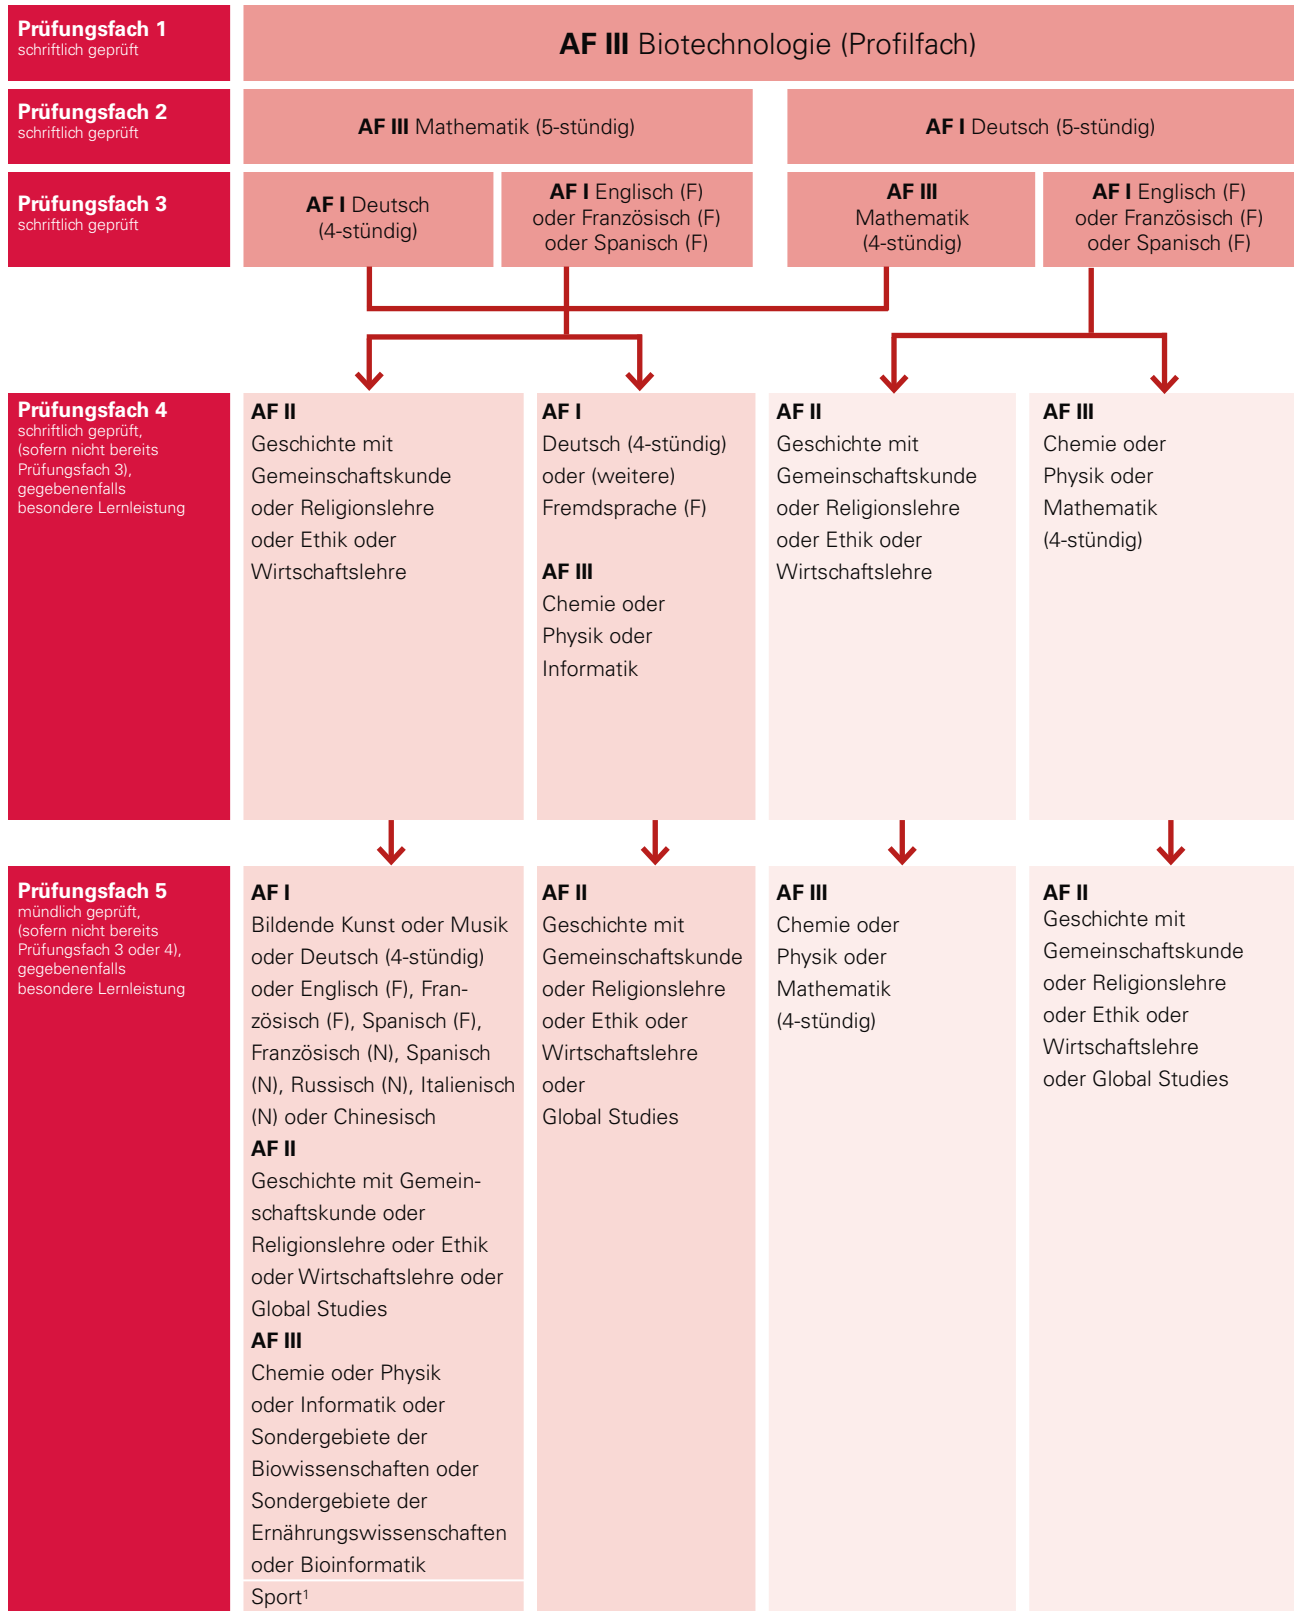 Prüfungsfach 1
schriftlich geprüft
AF III Biotechnologie (Profilfach)
Prüfungsfach 2
schriftlich geprüft
AF III Mathematik (5-stündig)
AF I Deutsch (5-stündig)
Prüfungsfach 3
schriftlich geprüft
AF I Deutsch
(4-stündig)
AF I Englisch (F)
oder Französisch (F)
oder Spanisch (F)
AF III
Mathematik
(4-stündig)
AF I Englisch (F)
oder Französisch (F)
oder Spanisch (F)
Prüfungsfach 4
schriftlich geprüft,
(sofern nicht bereits
Prüfungsfach 3),
gegebenenfalls
besondere Lernleistung
AF II
Geschichte mit
Gemeinschaftskunde
oder Religionslehre
oder Ethik oder
Wirtschaftslehre
AF I
Deutsch (4-stündig)
oder (weitere)
Fremdsprache (F)
AF III
Chemie oder
Physik oder
Informatik
AF II
Geschichte mit
Gemeinschaftskunde
oder Religionslehre
oder Ethik oder
Wirtschaftslehre
AF III
Chemie oder
Physik oder
Mathematik
(4-stündig)
Prüfungsfach 5
mündlich geprüft,
(sofern nicht bereits
Prüfungsfach 3 oder 4),
gegebenenfalls
besondere Lernleistung
AF I
Bildende Kunst oder Musik
oder Deutsch (4-stündig)
oder Englisch (F), Fran-
zösisch (F), Spanisch (F),
Französisch (N), Spanisch
(N), Russisch (N), Italienisch
(N) oder Chinesisch
AF II
Geschichte mit Gemein-
schaftskunde oder
Religionslehre oder Ethik
oder Wirtschaftslehre oder
Global Studies
AF III
Chemie oder Physik
oder Informatik oder
Sondergebiete der
Biowissenschaften oder
Sondergebiete der
Ernährungswissenschaften
oder Bioinformatik
Sport¹
AF II
Geschichte mit
Gemeinschaftskunde
oder Religionslehre
oder Ethik oder
Wirtschaftslehre
oder
Global Studies
AF III
Chemie oder
Physik oder
Mathematik
(4-stündig)
AF II
Geschichte mit
Gemeinschaftskunde
oder Religionslehre
oder Ethik oder
Wirtschaftslehre
oder Global Studies